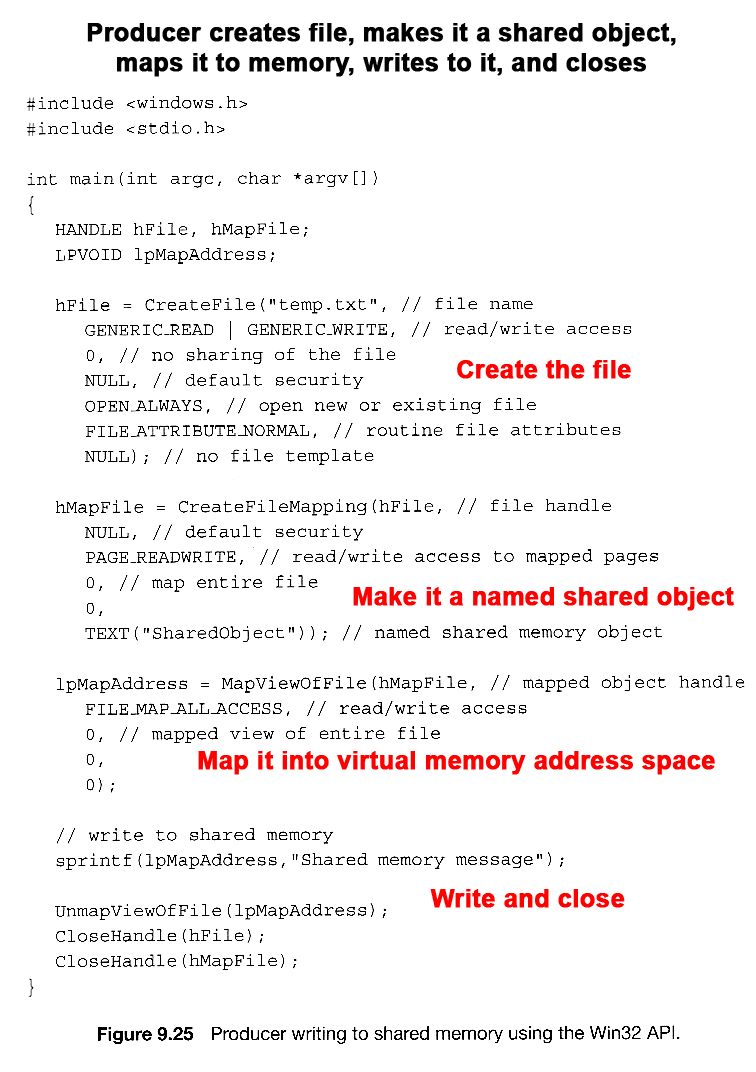 Producer creates file, makes it a shared object,
maps it to memory, writes to it, and closes
#include <windows.h>
#include <stdio.h>
int main(int argc, char *argv[])
{
HANDLE hFile, hMapFile;
LPVOID lpMapAddress;
hFile = CreateFile("temp.txt", // file name
GENERIC_READ | GENERIC_WRITE, // read/write access
0, // no sharing of the file
Create the file
NULL, // default security
OPEN_ALWAYS, // open new or existing file
FILE_ATTRIBUTE_NORMAL, // routine file attributes
NULL); // no file template
hMapFile = CreateFileMapping(hFile, // file handle
NULL, // default security
PAGE_READWRITE, // read/write access to mapped pages
0, // map entire file
Make it a named shared object
0,
TEXT("SharedObject")); // named shared memory object
lpMapAddress = MapViewOfFile(hMapFile, // mapped object handle
FILE_MAP_ALL_ACCESS, // read/write access
0, // mapped view of entire file
0,
Map it into virtual memory address space
0);
// write to shared memory
sprintf(lpMapAddress,"Shared memory message");
Write and close
UnmapViewOfFile(lpMapAddress);
CloseHandle(hFile);
CloseHandle(hMapFile);
}
Figure 9.25 Producer writing to shared memory using the Win32 API.